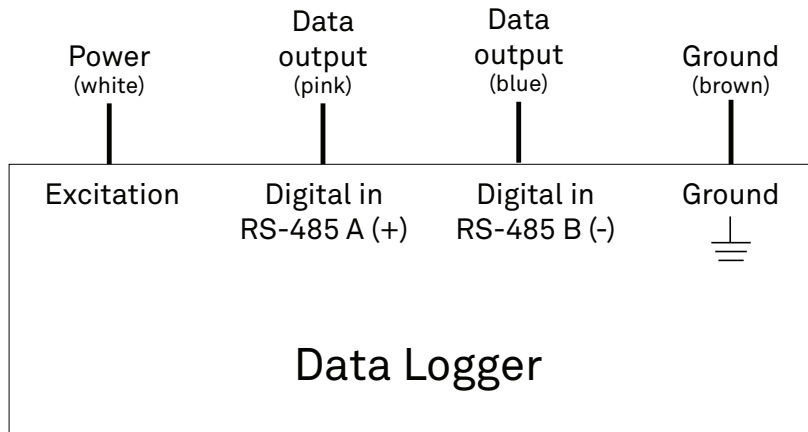 Power
(white)
Data
output
(pink)
Data
output
(blue)
Ground
(brown)
Excitation
Digital in
RS-485 A (+)
Digital in
RS-485 B (-)
Ground
Data Logger